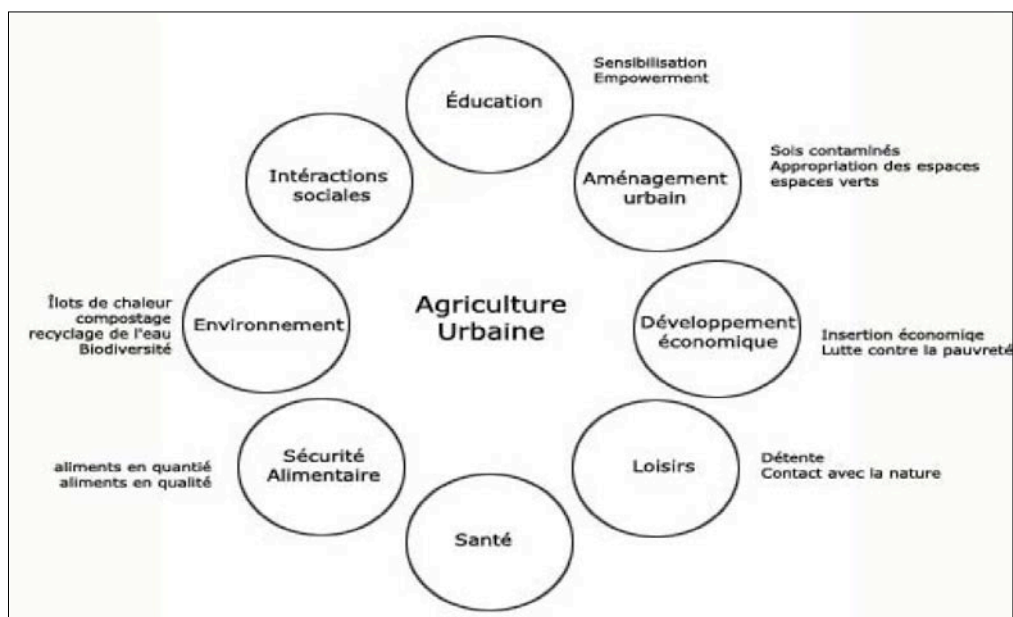 Éducation
Sensibilisation
Empowerment
Aménagement
urbain
Sols contaminés
Appropriation des espaces
espaces verts
Développement
économique
Insertion économiqe
Lutte contre la pauvreté
Loisirs
Détente
Contact avec la nature
Santé
Sécurité
Alimentaire
aliments en quantié
aliments en qualité
Environnement
Îlots de chaleur
compostage
recyclage de l'eau
Biodiversité
Intéractions
sociales
Agriculture
Urbaine